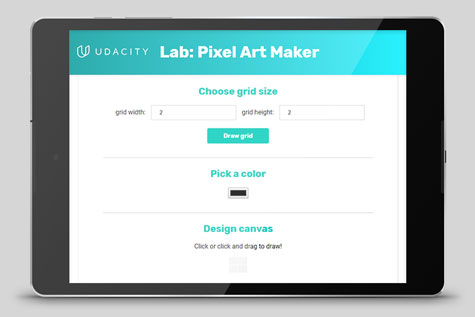 UDACITY Lab: Pixel Art Maker
Choose grid size
grid width: 2 grid height: 2
Draw grid
Pick a color
Design canvas
Click or click and drag to draw!